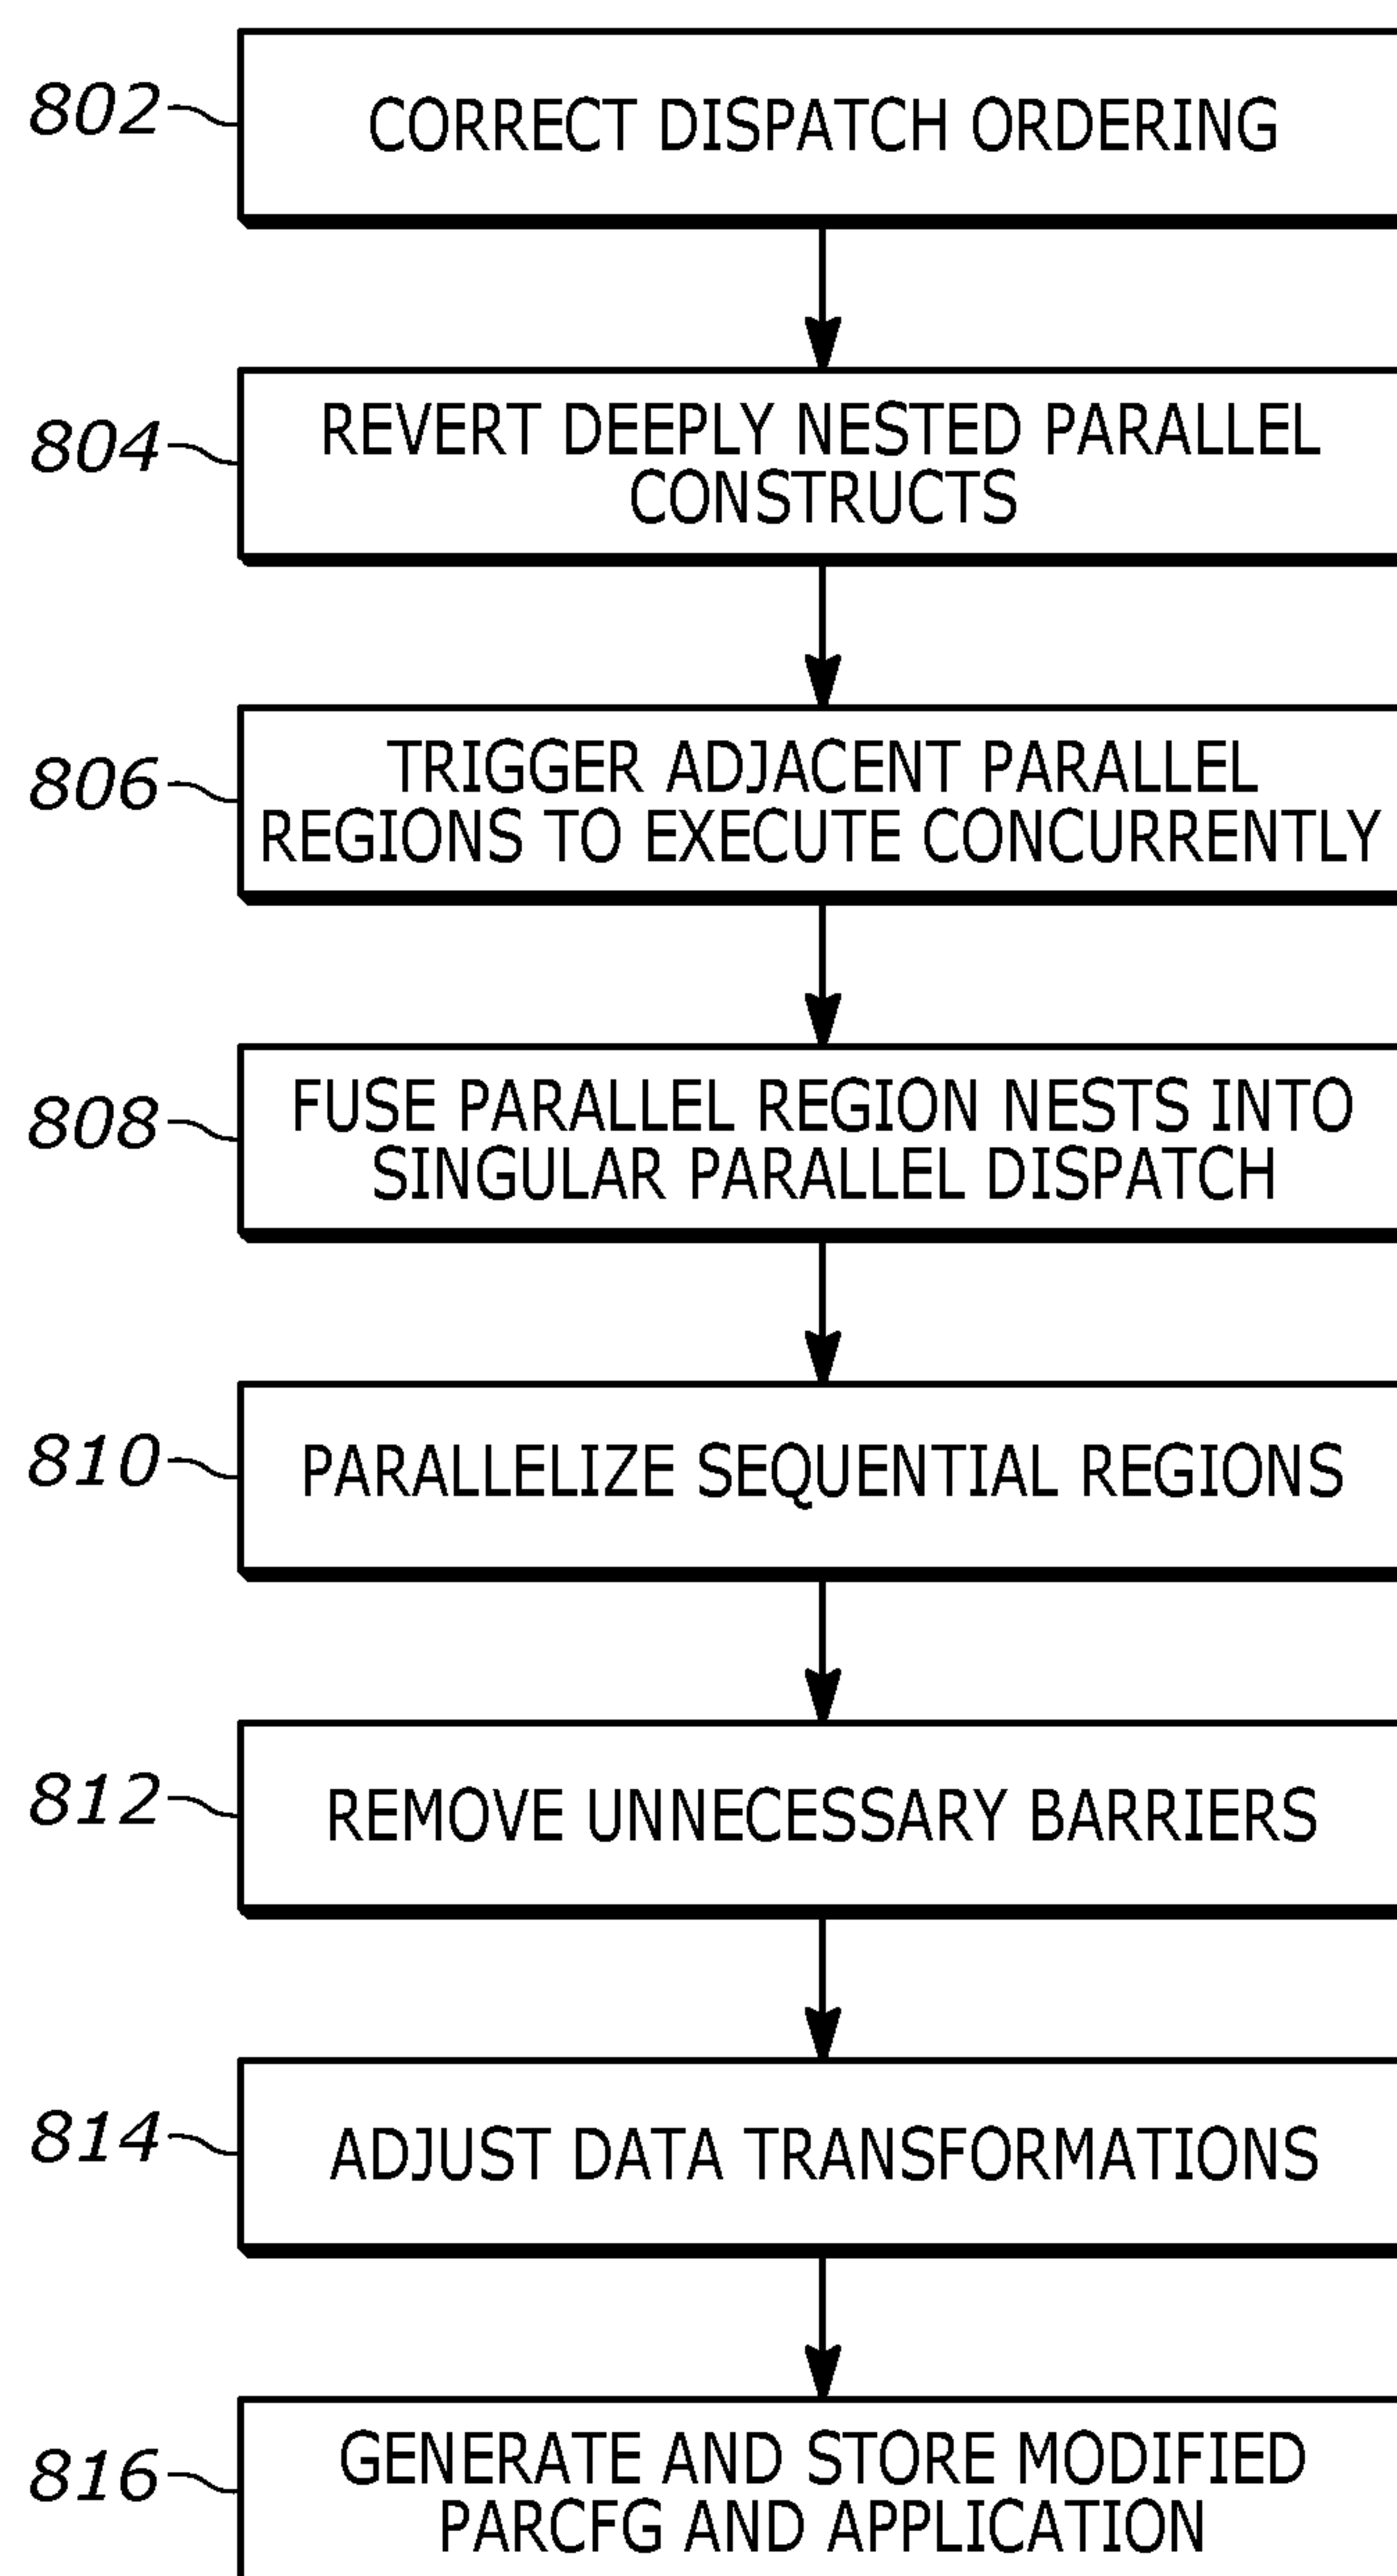 802
CORRECT DISPATCH ORDERING
804
REVERT DEEPLY NESTED PARALLEL
CONSTRUCTS
806
TRIGGER ADJACENT PARALLEL
REGIONS TO EXECUTE CONCURRENTLY
808
FUSE PARALLEL REGION NESTS INTO
SINGULAR PARALLEL DISPATCH
810
PARALLELIZE SEQUENTIAL REGIONS
812
REMOVE UNNECESSARY BARRIERS
814
ADJUST DATA TRANSFORMATIONS
816
GENERATE AND STORE MODIFIED
PARCFG AND APPLICATION